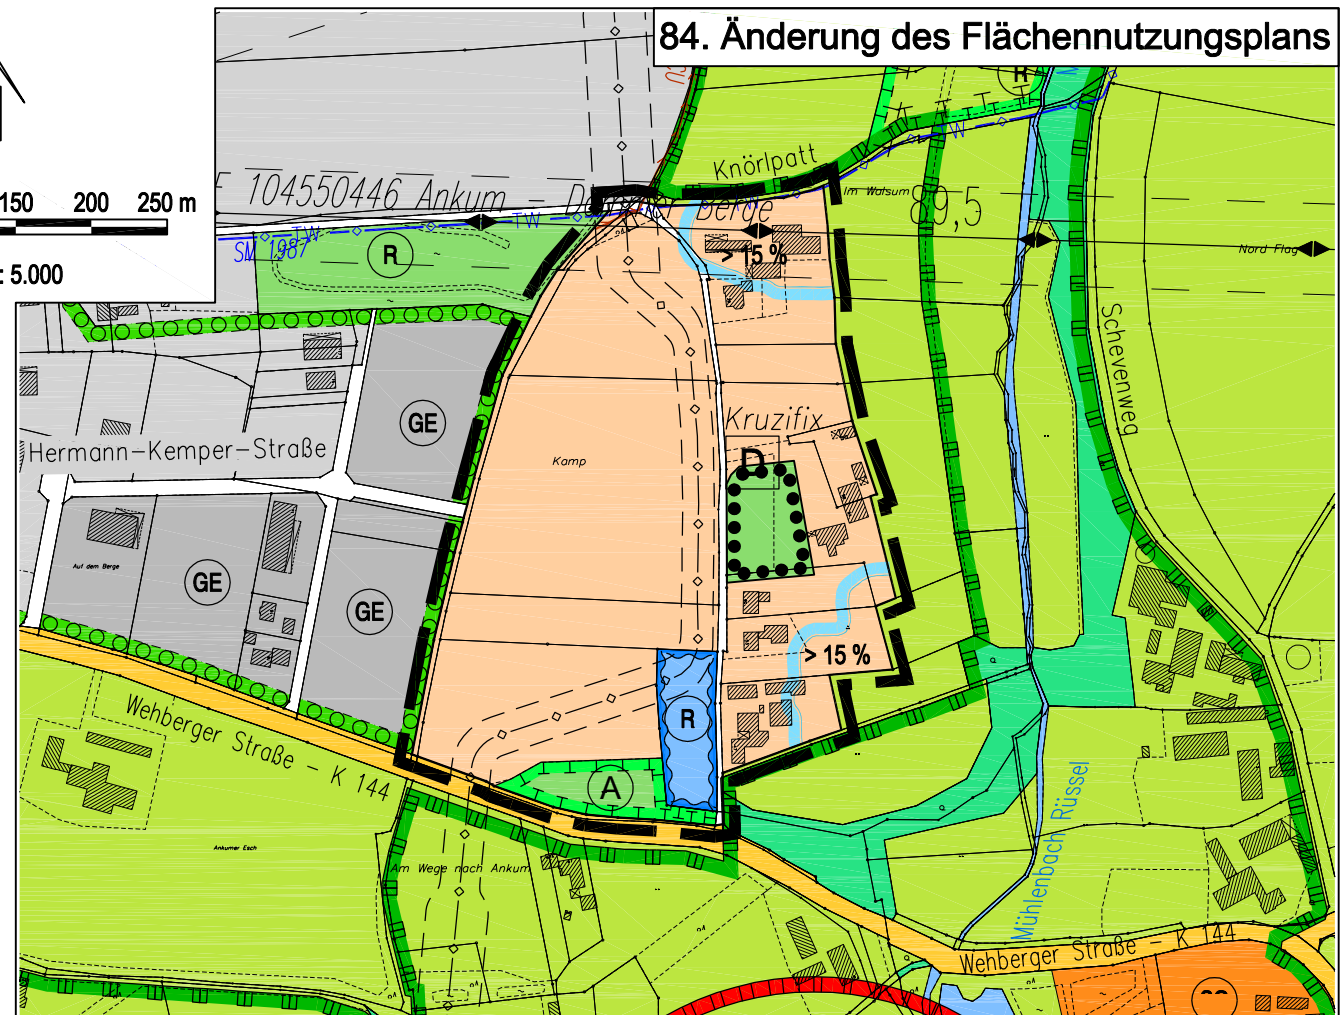 84. Änderung des Flächennutzungsplans
150 200 250 m
: 5.000
R
Knörlpatt
Im Walsum
104550446 Ankum - Berge
89,5
TW
TW
TW
SM 1987
R
> 15 %
Nord Flag
Schevenweg
GE
Kruzifix
Hermann-Kemper-Straße
Kamp
D
Auf dem Berge
GE
GE
> 15 %
R
Wehberger Straße - K 144
A
Mühlenbach Rüssel
Ankumer Esch
Am Wege nach Ankum
Wehberger Straße - K 144